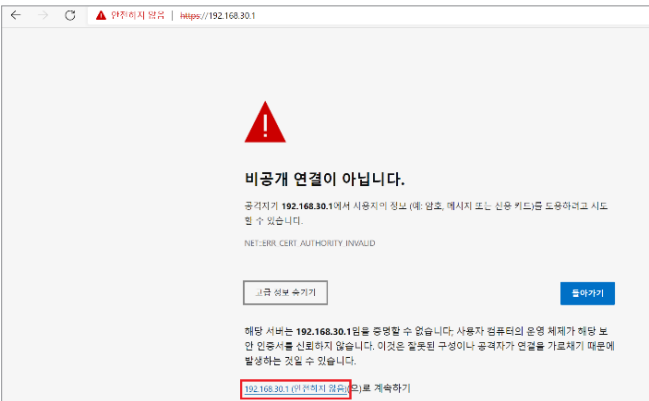 안전하지 않음 | https://192.168.30.1
비공개 연결이 아닙니다.
공격자가 192.168.30.1에서 사용자의 정보 (예: 암호, 메시지 또는 신용 카드)를 도용하려고 시도
할 수 있습니다.
NET::ERR_CERT_AUTHORITY_INVALID
고급 정보 숨기기
돌아가기
해당 서버는 192.168.30.1임을 증명할 수 없습니다; 사용자 컴퓨터의 운영 체제가 해당 보
안 인증서를 신뢰하지 않습니다. 이것은 잘못된 구성이나 공격자가 연결을 가로채기 때문에
발생하는 것일 수 있습니다.
192.168.30.1 (안전하지 않음)(으)로 계속하기